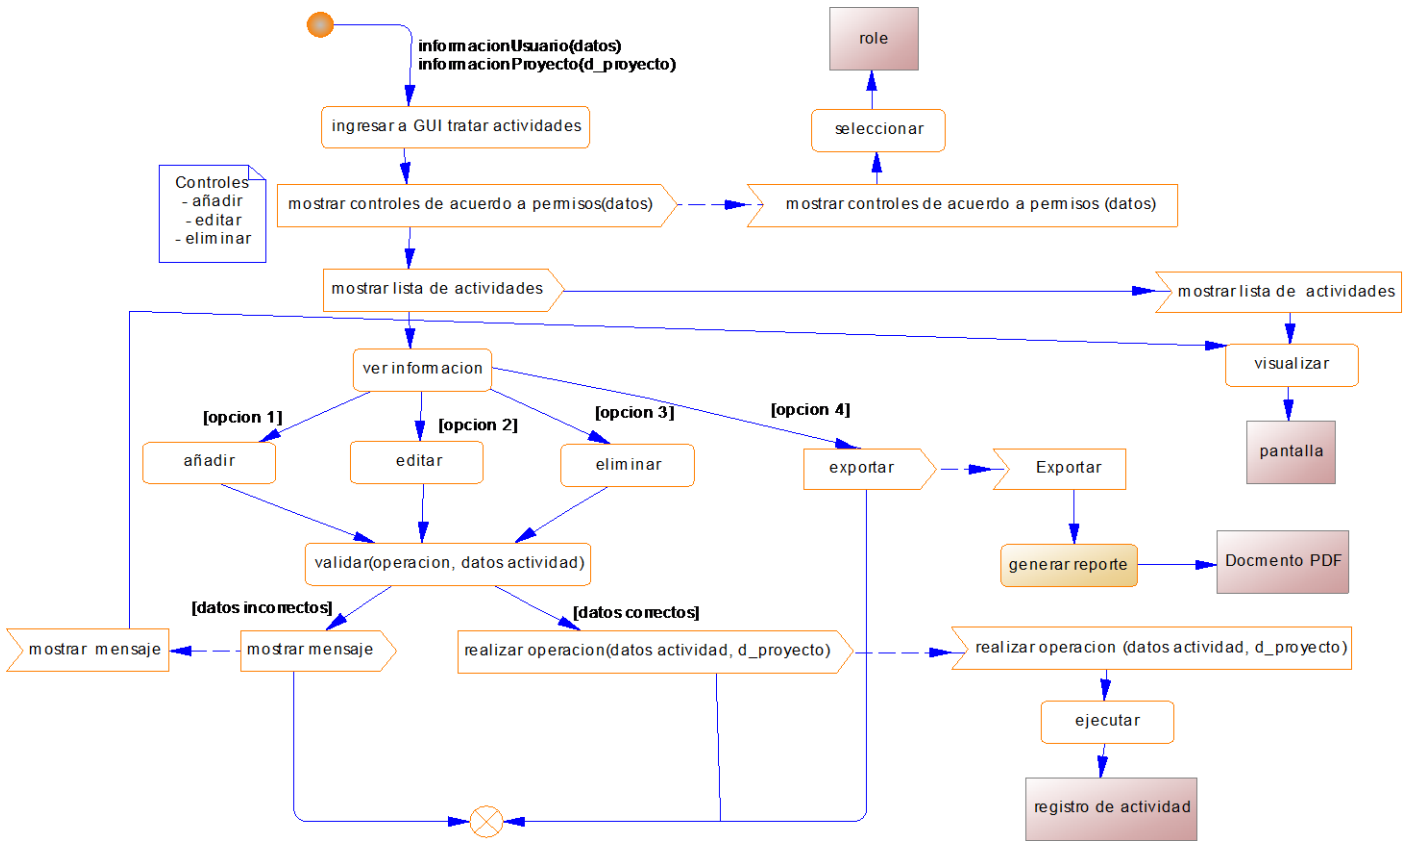 informacionUsuario(datos)
informacionProyecto(d_proyecto)
role
ingresar a GUI tratar actividades
seleccionar
Controles
- añadir
- editar
- eliminar
mostrar controles de acuerdo a permisos(datos)
mostrar controles de acuerdo a permisos (datos)
mostrar lista de actividades
mostrar lista de actividades
ver informacion
visualizar
[opcion 1]
[opcion 2]
[opcion 3]
[opcion 4]
pantalla
añadir
editar
eliminar
exportar
Exportar
validar(operacion, datos actividad)
generar reporte
Docmento PDF
[datos incorrectos]
[datos correctos]
mostrar mensaje
mostrar mensaje
realizar operacion(datos actividad, d_proyecto)
realizar operacion (datos actividad, d_proyecto)
ejecutar
registro de actividad